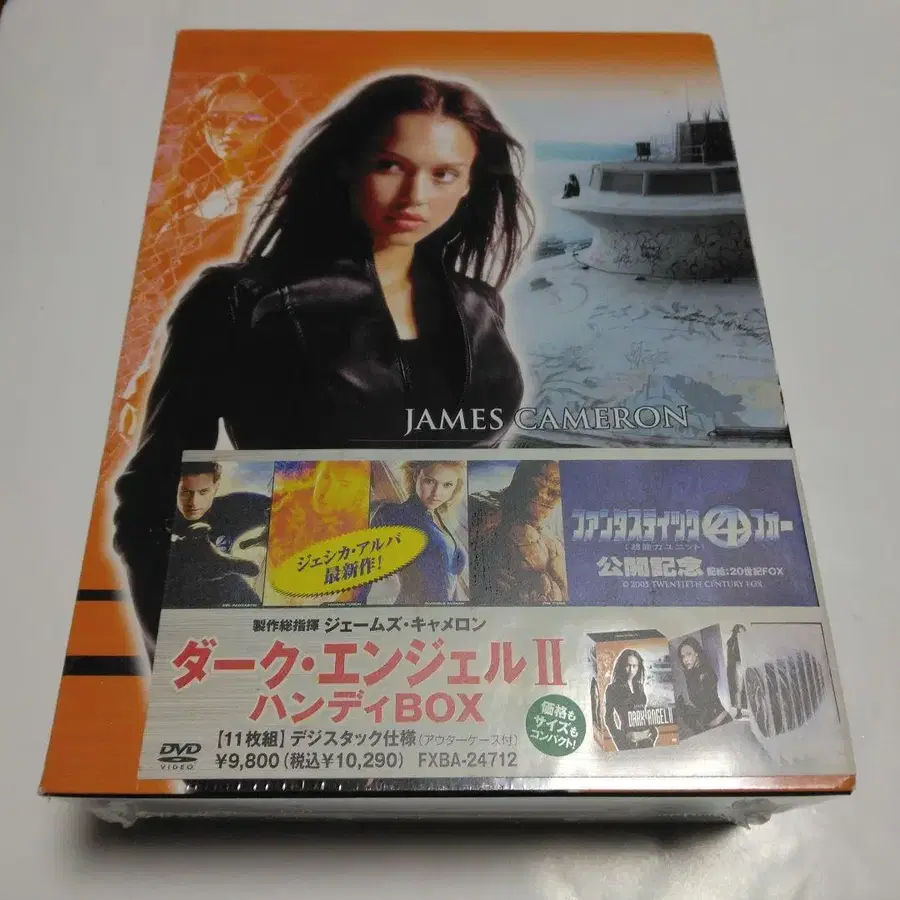 JAMES CAMERON
ジェシカ・アルバ
最新作!
ファンタスティック4フォー
[超能力ユニット]
公開記念 配給:20世紀FOX
© 2005 TWENTIETH CENTURY FOX
製作総指揮 ジェームズ・キャメロン
ダーク・エンジェルⅡ
ハンディBOX
【11枚組】デジスタック仕様(アウターケース付)
¥9,800(税込¥10,290) FXBA-24712
DVD
VIDEO
価格も
サイズも
コンパクト!
DARK ANGEL II